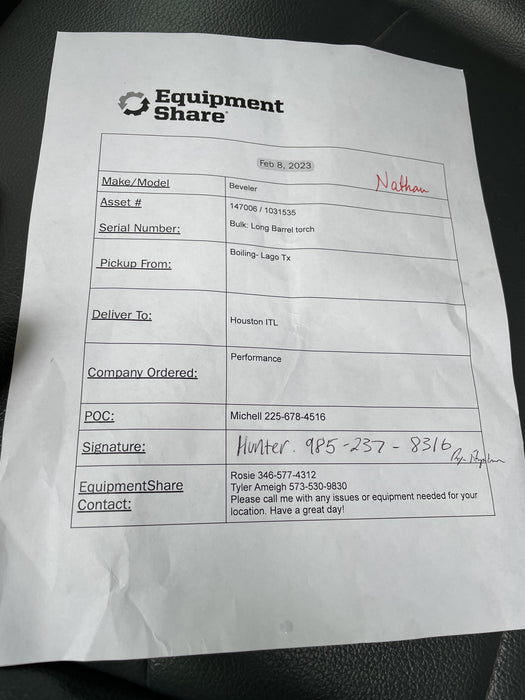 Equipment
Share
Feb 8, 2023
Nathan
Make/Model
Beveler
Asset #
147006 / 1031535
Serial Number:
Bulk: Long Barrel torch
Pickup From:
Boiling- Lago Tx
Deliver To:
Houston ITL
Company Ordered:
Performance
POC:
Michell 225-678-4516
Signature:
Hunter. 985-237-8316
EquipmentShare
Contact:
Rosie 346-577-4312
Tyler Ameigh 573-530-9830
Please call me with any issues or equipment needed for your
location. Have a great day!